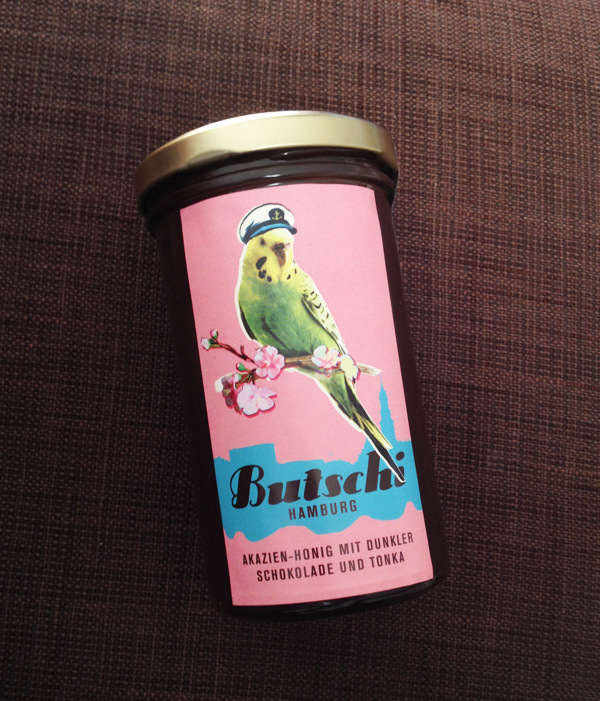 Butschi
HAMBURG
AKAZIEN-HONIG MIT DUNKLER
SCHOKOLADE UND TONKA